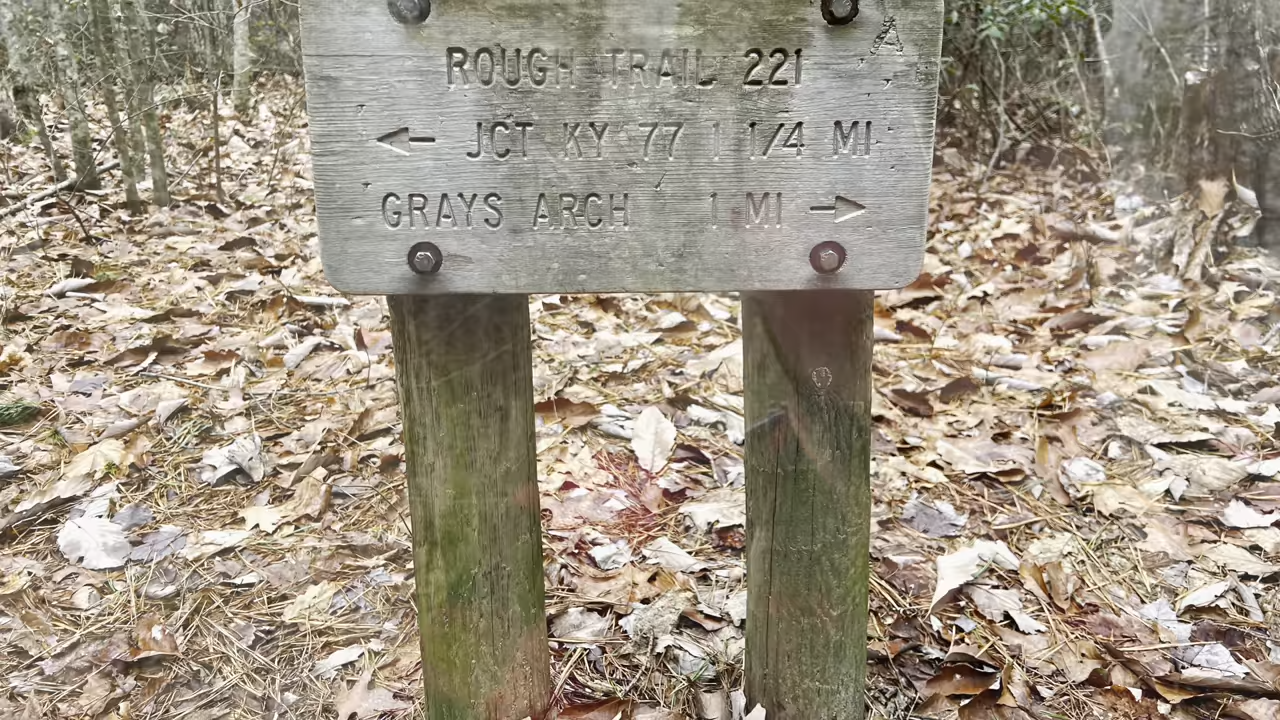 ROUGH TRAIL 221
← JCT KY 77 1 1/4 MI
GRAYS ARCH 1 MI →